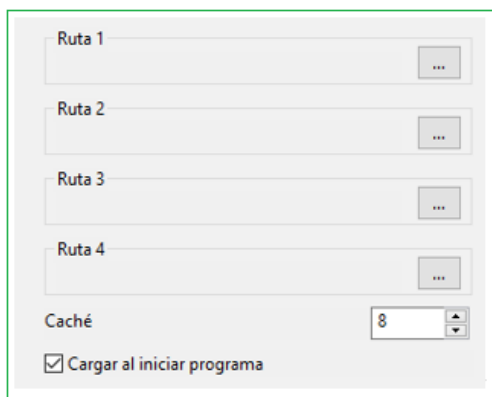 Ruta 1
...
Ruta 2
...
Ruta 3
...
Ruta 4
...
Caché 8
Cargar al iniciar programa